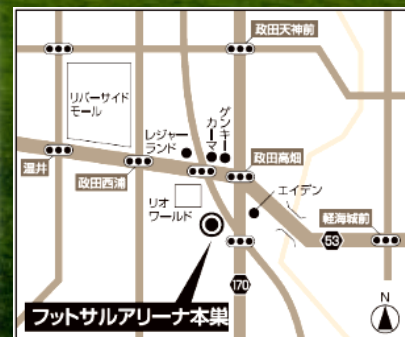 政田天神前
リバーサイド
モール
レジャー
ランド
カーマ
ゲンキー
温井
政田西浦
政田高畑
リオ
ワールド
エイデン
軽海城前
53
170
フットサルアリーナ本巣
N